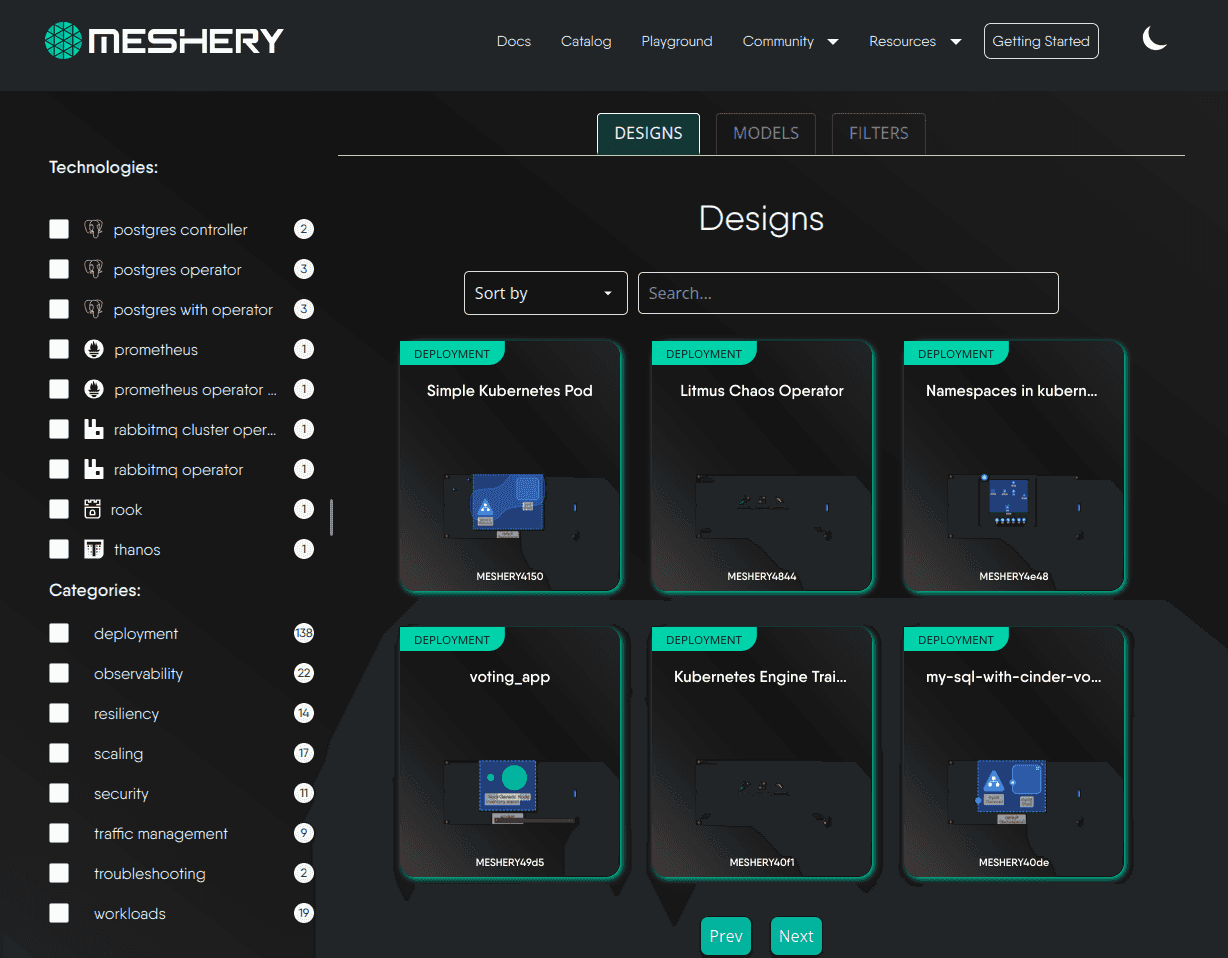 MESHERY
Docs Catalog Playground Community Resources Getting Started
DESIGNS MODELS FILTERS
Technologies:
postgres controller 2
postgres operator 3
postgres with operator 3
prometheus 1
prometheus operator ... 1
rabbitmq cluster oper... 1
rabbitmq operator 1
rook 1
thanos 1
Categories:
deployment 138
observability 22
resiliency 14
scaling 17
security 11
traffic management 9
troubleshooting 2
workloads 19
Designs
Sort by Search...
DEPLOYMENT
Simple Kubernetes Pod
MESHERY4150
DEPLOYMENT
Litmus Chaos Operator
MESHERY4844
DEPLOYMENT
Namespaces in kubern...
MESHERY4e48
DEPLOYMENT
voting_app
MESHERY49d5
DEPLOYMENT
Kubernetes Engine Trai...
MESHERY40f1
DEPLOYMENT
my-sql-with-cinder-vo...
MESHERY40de
Prev Next